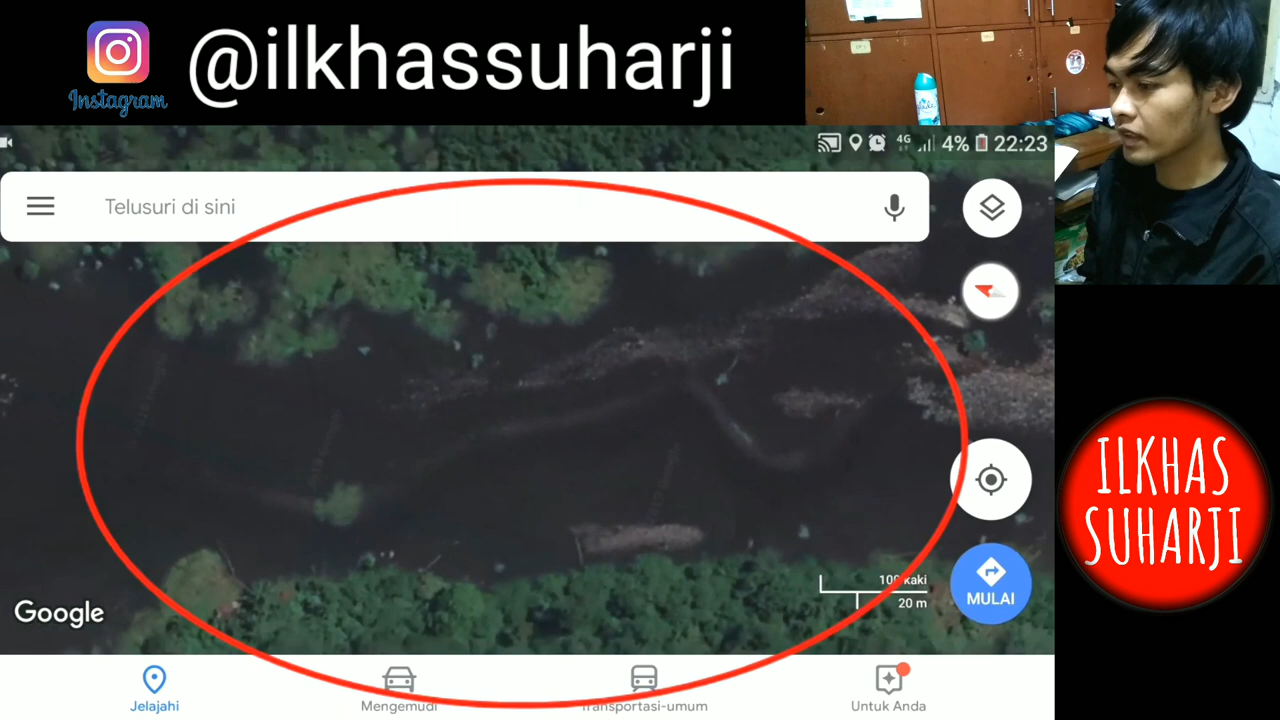 Instagram
@ilkhassuharji
4G
4%
22:23
Telusuri di sini
100 kaki
20 m
MULAI
Google
Jelajahi
Mengemudi
Transportasi-umum
Untuk Anda
ILKHAS
SUHARJI